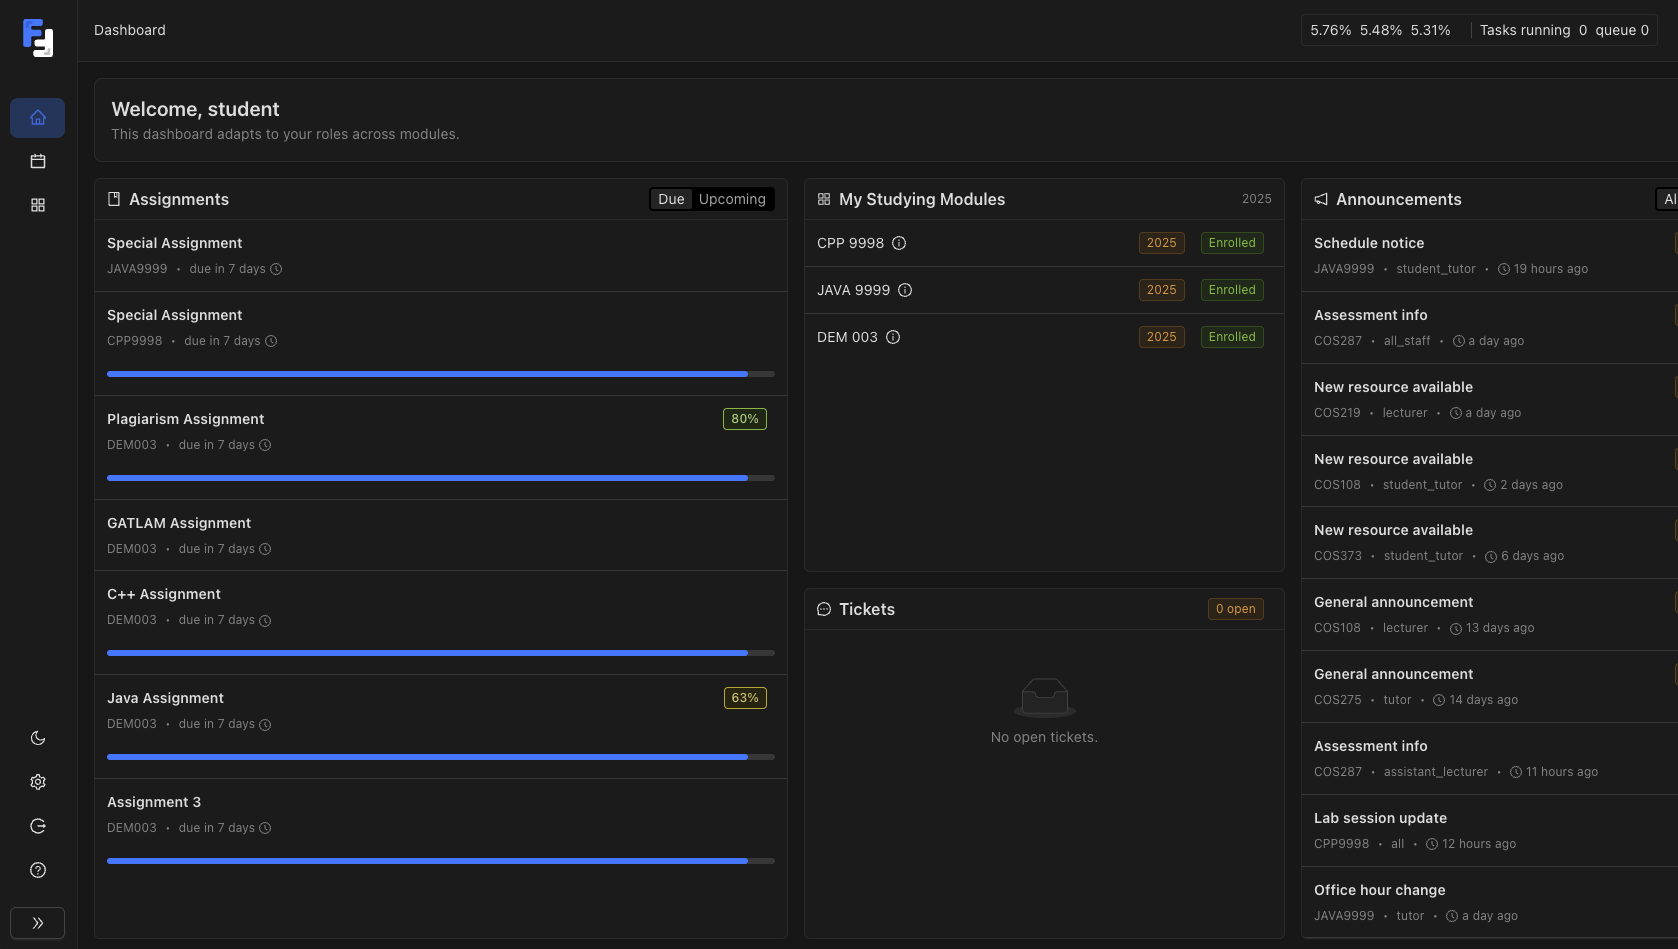 Dashboard
5.76% 5.48% 5.31% Tasks running 0 queue 0
Welcome, student
This dashboard adapts to your roles across modules.
Assignments
Due Upcoming
Special Assignment
JAVA9999 • due in 7 days
Special Assignment
CPP9998 • due in 7 days
Plagiarism Assignment 80%
DEM003 • due in 7 days
GATLAM Assignment
DEM003 • due in 7 days
C++ Assignment
DEM003 • due in 7 days
Java Assignment 63%
DEM003 • due in 7 days
Assignment 3
DEM003 • due in 7 days
My Studying Modules 2025
CPP 9998 2025 Enrolled
JAVA 9999 2025 Enrolled
DEM 003 2025 Enrolled
Tickets 0 open
No open tickets.
Announcements
Schedule notice
JAVA9999 • student_tutor • 19 hours ago
Assessment info
COS287 • all_staff • a day ago
New resource available
COS219 • lecturer • a day ago
New resource available
COS108 • student_tutor • 2 days ago
New resource available
COS373 • student_tutor • 6 days ago
General announcement
COS108 • lecturer • 13 days ago
General announcement
COS275 • tutor • 14 days ago
Assessment info
COS287 • assistant_lecturer • 11 hours ago
Lab session update
CPP9998 • all • 12 hours ago
Office hour change
JAVA9999 • tutor • a day ago